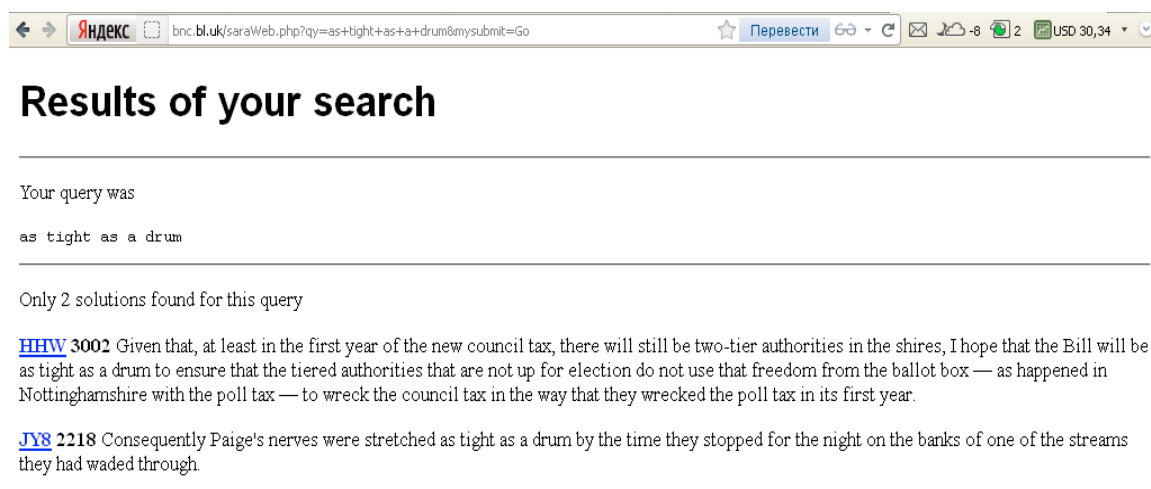 Яндекс bnc.bl.uk/saraWeb.php?qy=as+tight+as+a+drum&mysubmit=Go Перевести -8 2 USD 30,34
Results of your search
Your query was
as tight as a drum
Only 2 solutions found for this query
HHW 3002 Given that, at least in the first year of the new council tax, there will still be two-tier authorities in the shires, I hope that the Bill will be
as tight as a drum to ensure that the tiered authorities that are not up for election do not use that freedom from the ballot box — as happened in
Nottinghamshire with the poll tax — to wreck the council tax in the way that they wrecked the poll tax in its first year.
JY8 2218 Consequently Paige's nerves were stretched as tight as a drum by the time they stopped for the night on the banks of one of the streams
they had waded through.